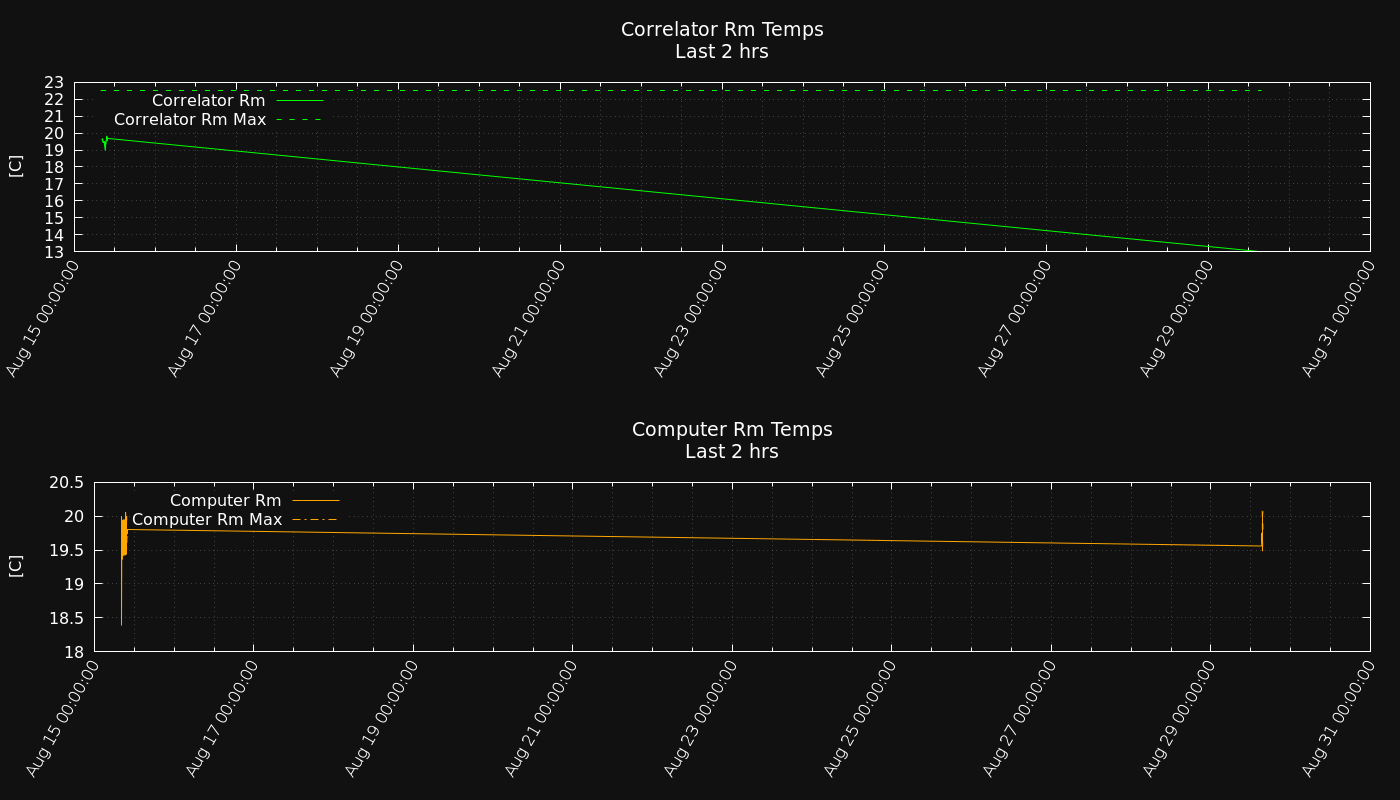 Correlator Rm Temps
Last 2 hrs
23
22
21
20
19
18
17
16
15
14
13
[C]
Correlator Rm
Correlator Rm Max
Aug 15 00:00:00
Aug 17 00:00:00
Aug 19 00:00:00
Aug 21 00:00:00
Aug 23 00:00:00
Aug 25 00:00:00
Aug 27 00:00:00
Aug 29 00:00:00
Aug 31 00:00:00
Computer Rm Temps
Last 2 hrs
20.5
20
19.5
19
18.5
18
[C]
Computer Rm
Computer Rm Max
Aug 15 00:00:00
Aug 17 00:00:00
Aug 19 00:00:00
Aug 21 00:00:00
Aug 23 00:00:00
Aug 25 00:00:00
Aug 27 00:00:00
Aug 29 00:00:00
Aug 31 00:00:00